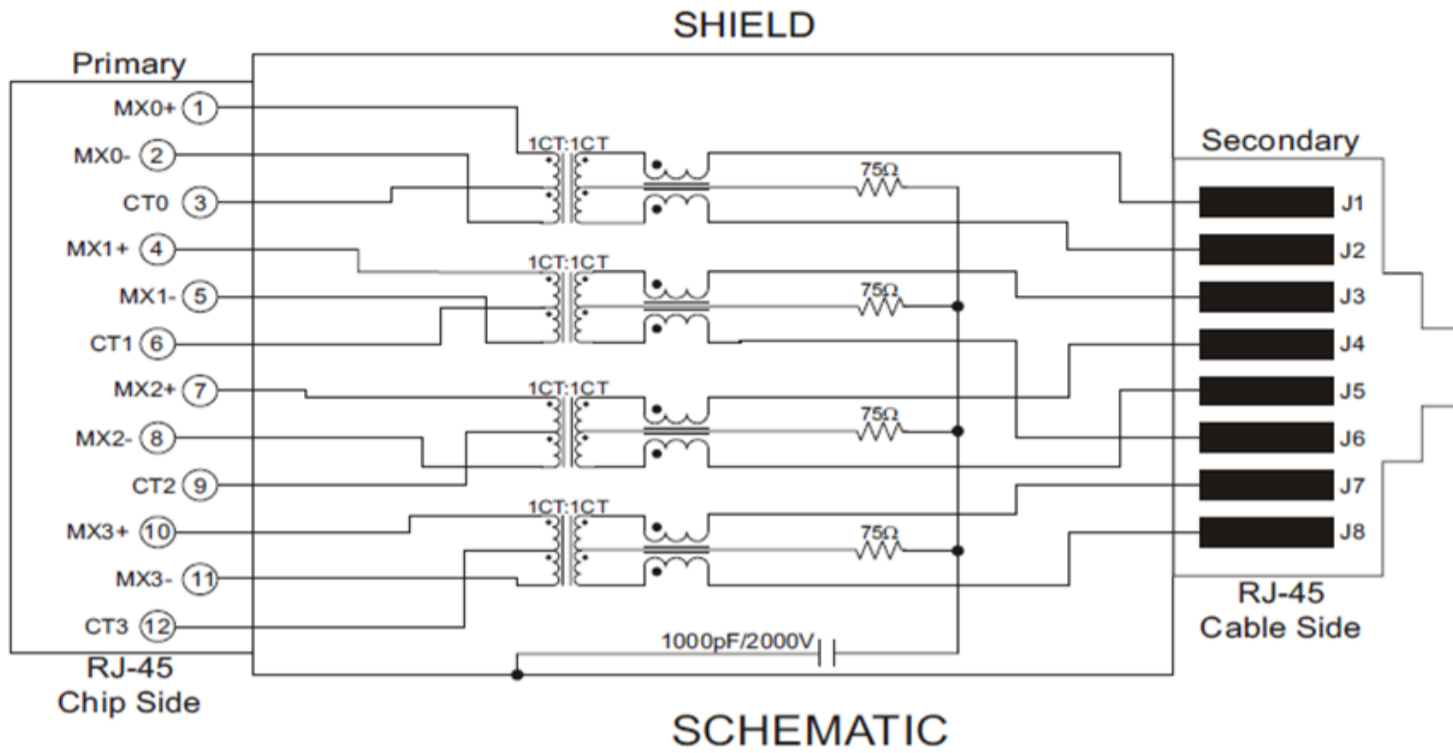 SHIELD
Primary
MX0+ 1
MX0- 2
CT0 3
MX1+ 4
MX1- 5
CT1 6
MX2+ 7
MX2- 8
CT2 9
MX3+ 10
MX3- 11
CT3 12
RJ-45
Chip Side
1CT:1CT
75Ω
1CT:1CT
75Ω
1CT:1CT
75Ω
1CT:1CT
75Ω
1000pF/2000V
Secondary
J1
J2
J3
J4
J5
J6
J7
J8
RJ-45
Cable Side
SCHEMATIC